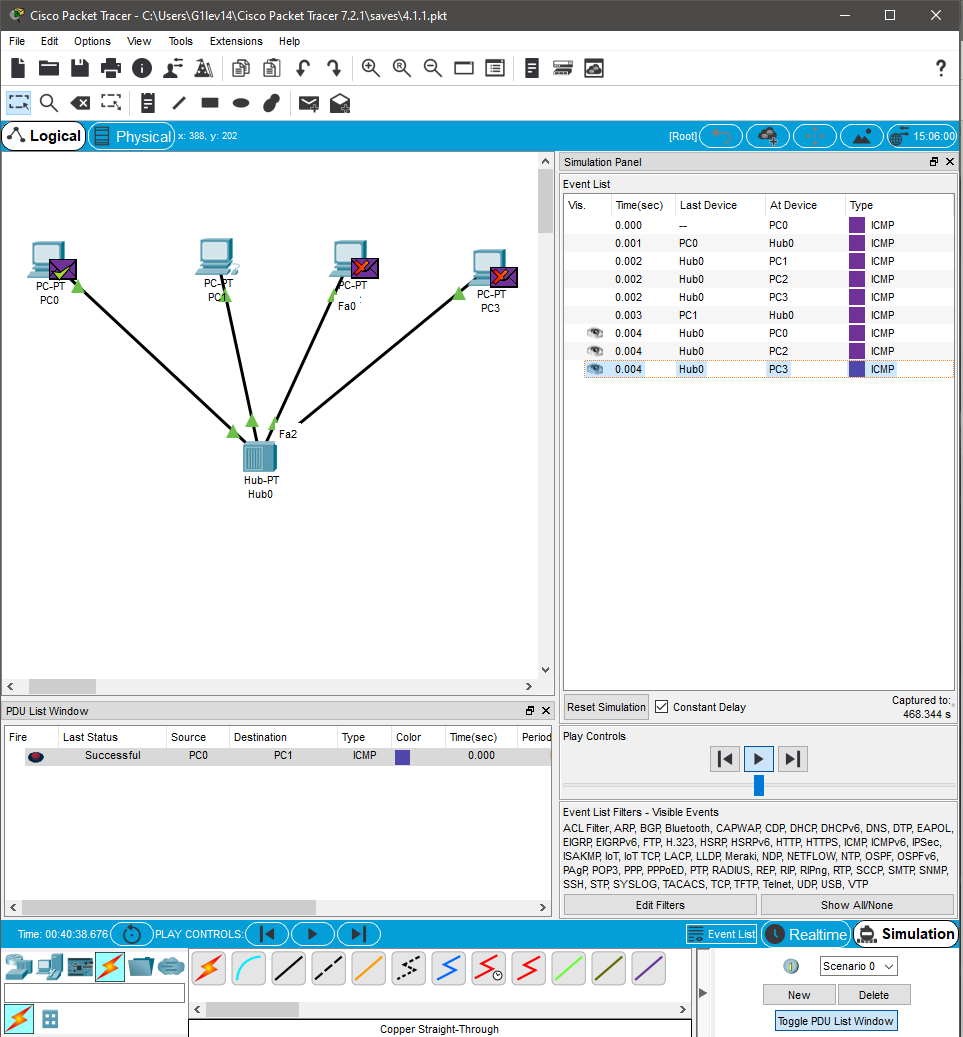 Cisco Packet Tracer - C:\Users\G1lev14\Cisco Packet Tracer 7.2.1\saves\4.1.1.pkt
File Edit Options View Tools Extensions Help
Logical Physical x: 388, y: 202 [Root] 15:06:00
Simulation Panel
Event List
Vis. Time(sec) Last Device At Device Type
0.000 -- PC0 ICMP
0.001 PC0 Hub0 ICMP
0.002 Hub0 PC1 ICMP
0.002 Hub0 PC2 ICMP
0.002 Hub0 PC3 ICMP
0.003 PC1 Hub0 ICMP
0.004 Hub0 PC0 ICMP
0.004 Hub0 PC2 ICMP
0.004 Hub0 PC3 ICMP
PC-PT
PC0
PC-PT
PC-PT
Fa0
PC-PT
PC3
Fa2
Hub-PT
Hub0
Reset Simulation Constant Delay Captured to:
468.344 s
PDU List Window
Fire Last Status Source Destination Type Color Time(sec) Period
Successful PC0 PC1 ICMP 0.000
Play Controls
Event List Filters - Visible Events
ACL Filter, ARP, BGP, Bluetooth, CAPWAP, CDP, DHCP, DHCPv6, DNS, DTP, EAPOL,
EIGRP, EIGRPv6, FTP, H.323, HSRP, HSRPv6, HTTP, HTTPS, ICMP, ICMPv6, IPSec,
ISAKMP, IoT, IoT TCP, LACP, LLDP, Meraki, NDP, NETFLOW, NTP, OSPF, OSPFv6,
PAgP, POP3, PPP, PPPoED, PTP, RADIUS, REP, RIP, RIPng, RTP, SCCP, SMTP, SNMP,
SSH, STP, SYSLOG, TACACS, TCP, TFTP, Telnet, UDP, USB, VTP
Edit Filters Show All/None
Time: 00:40:38.676 PLAY CONTROLS: Event List Realtime Simulation
Scenario 0
New Delete
Toggle PDU List Window
Copper Straight-Through